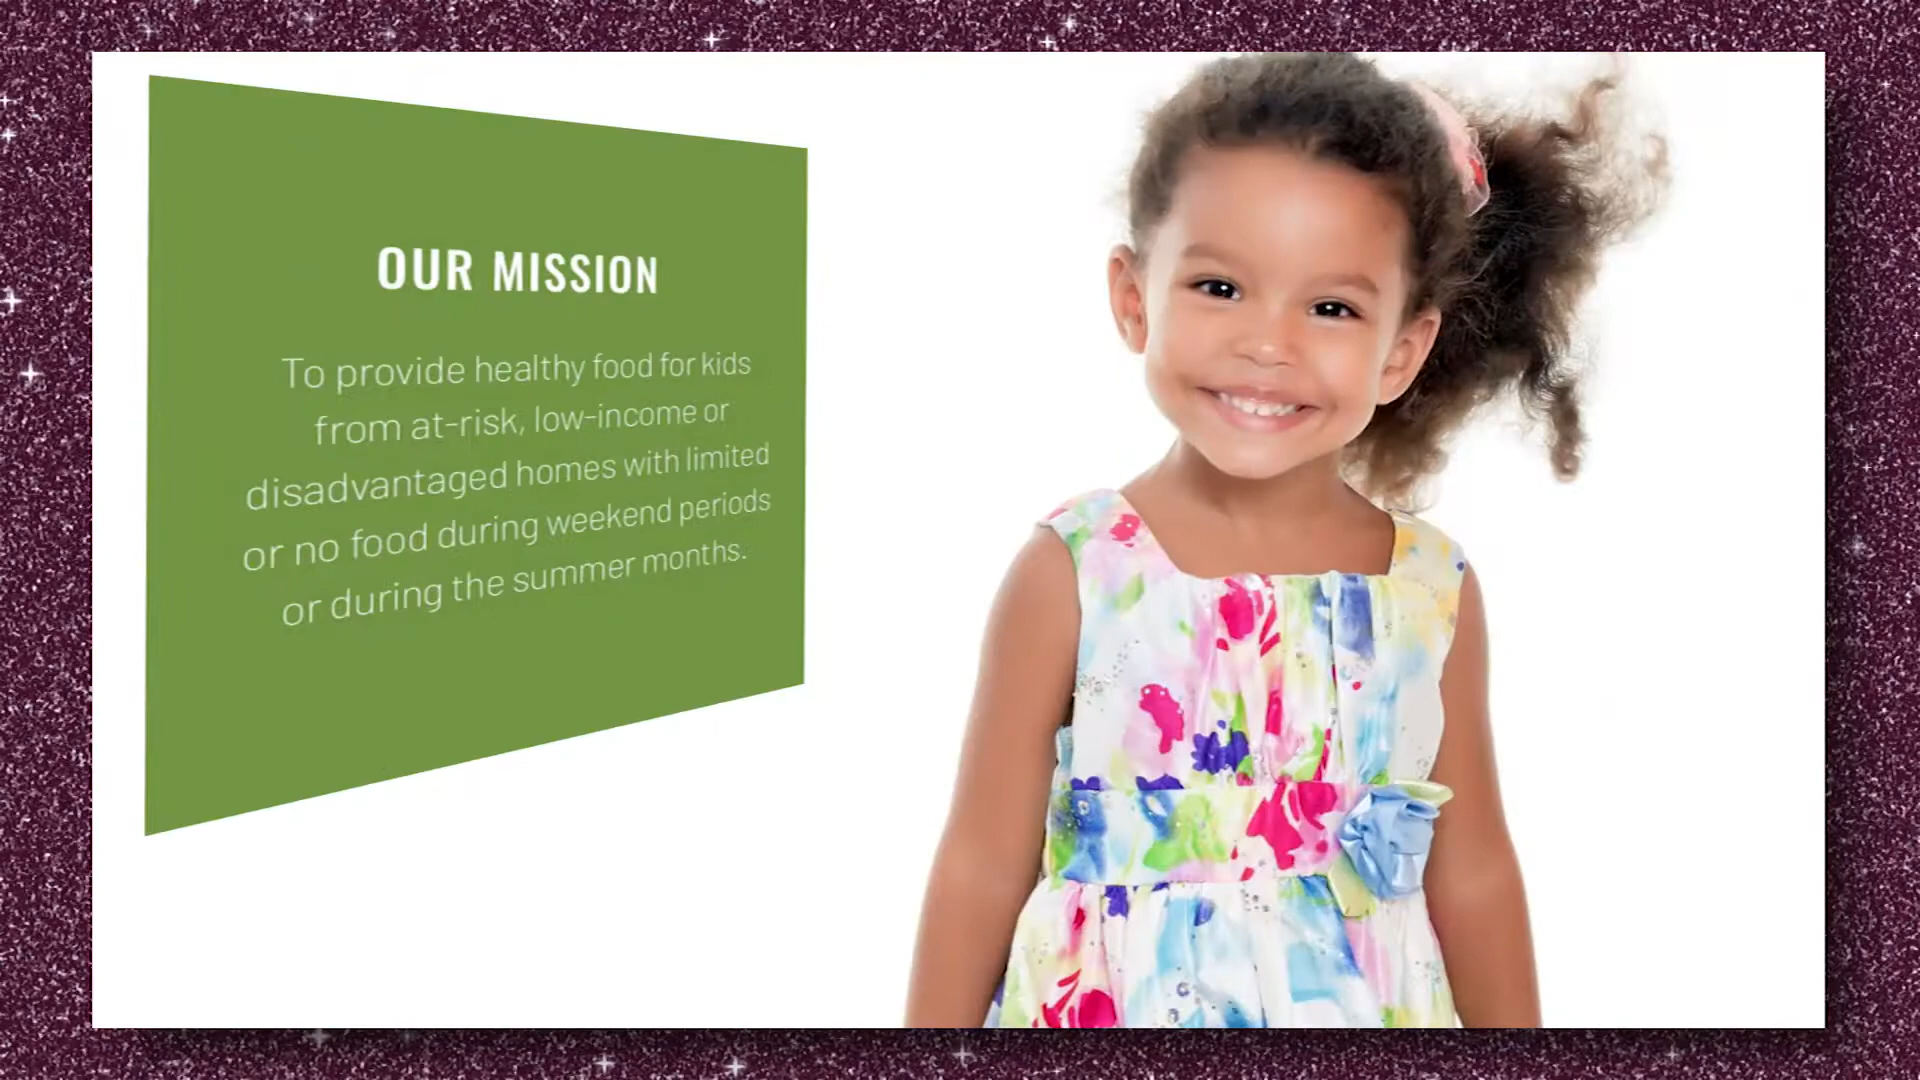 OUR MISSION
To provide healthy food for kids
from at-risk, low-income or
disadvantaged homes with limited
or no food during weekend periods
or during the summer months.